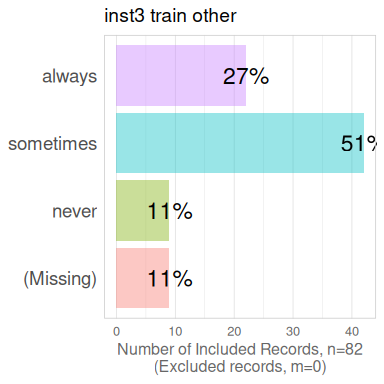 inst3 train other
always 27%
sometimes 51%
never 11%
(Missing) 11%
0 10 20 30 40
Number of Included Records, n=82
(Excluded records, m=0)